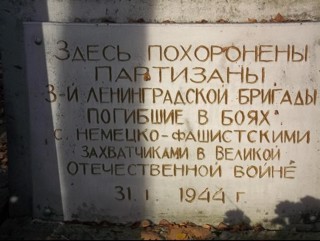 Здесь похоронены
партизаны
3-й Ленинградской бригады
погибшие в боях
с немецко-фашистскими
захватчиками в Великой
Отечественной войне
31. I. 1944 г.